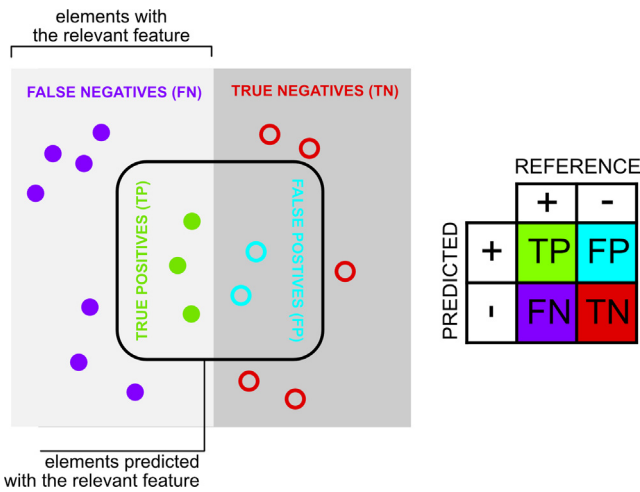 elements with
the relevant feature
FALSE NEGATIVES (FN)
TRUE NEGATIVES (TN)
TRUE POSITIVES (TP)
FALSE POSTIVES (FP)
elements predicted
with the relevant feature
REFERENCE
+ -
PREDICTED
+ TP FP
- FN TN